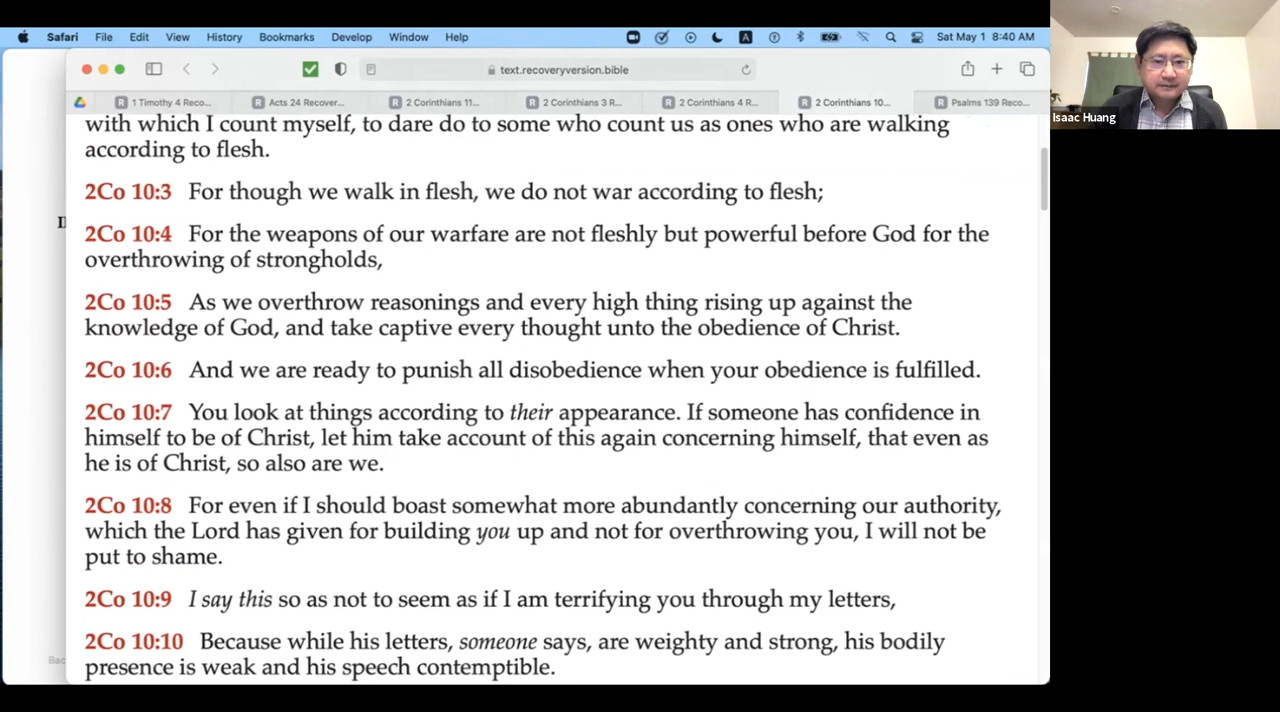 Safari File Edit View History Bookmarks Develop Window Help A Sat May 1 8:40 AM
text.recoveryversion.bible
R 1 Timothy 4 Reco... R Acts 24 Recover... R 2 Corinthians 11... R 2 Corinthians 3 R... R 2 Corinthians 4 R... R 2 Corinthians 10... R Psalms 139 Reco...
Isaac Huang
with which I count myself, to dare do to some who count us as ones who are walking
according to flesh.
2Co 10:3 For though we walk in flesh, we do not war according to flesh;
2Co 10:4 For the weapons of our warfare are not fleshly but powerful before God for the
overthrowing of strongholds,
2Co 10:5 As we overthrow reasonings and every high thing rising up against the
knowledge of God, and take captive every thought unto the obedience of Christ.
2Co 10:6 And we are ready to punish all disobedience when your obedience is fulfilled.
2Co 10:7 You look at things according to their appearance. If someone has confidence in
himself to be of Christ, let him take account of this again concerning himself, that even as
he is of Christ, so also are we.
2Co 10:8 For even if I should boast somewhat more abundantly concerning our authority,
which the Lord has given for building you up and not for overthrowing you, I will not be
put to shame.
2Co 10:9 I say this so as not to seem as if I am terrifying you through my letters,
2Co 10:10 Because while his letters, someone says, are weighty and strong, his bodily
presence is weak and his speech contemptible.